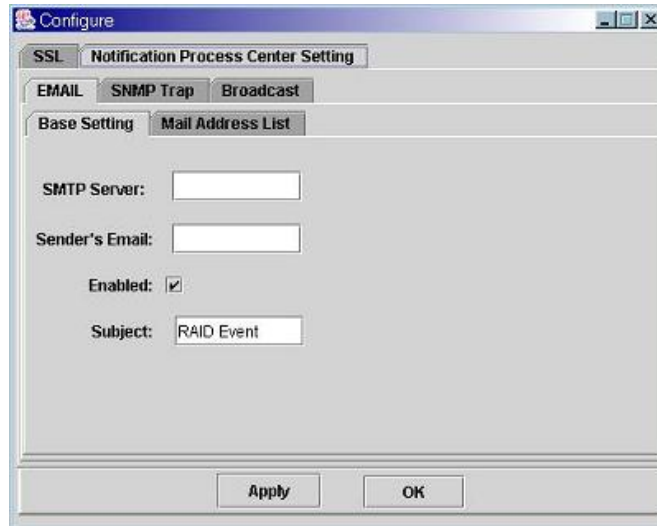 Configure
SSL Notification Process Center Setting
EMAIL SNMP Trap Broadcast
Base Setting Mail Address List
SMTP Server:
Sender's Email:
Enabled:
Subject: RAID Event
Apply OK